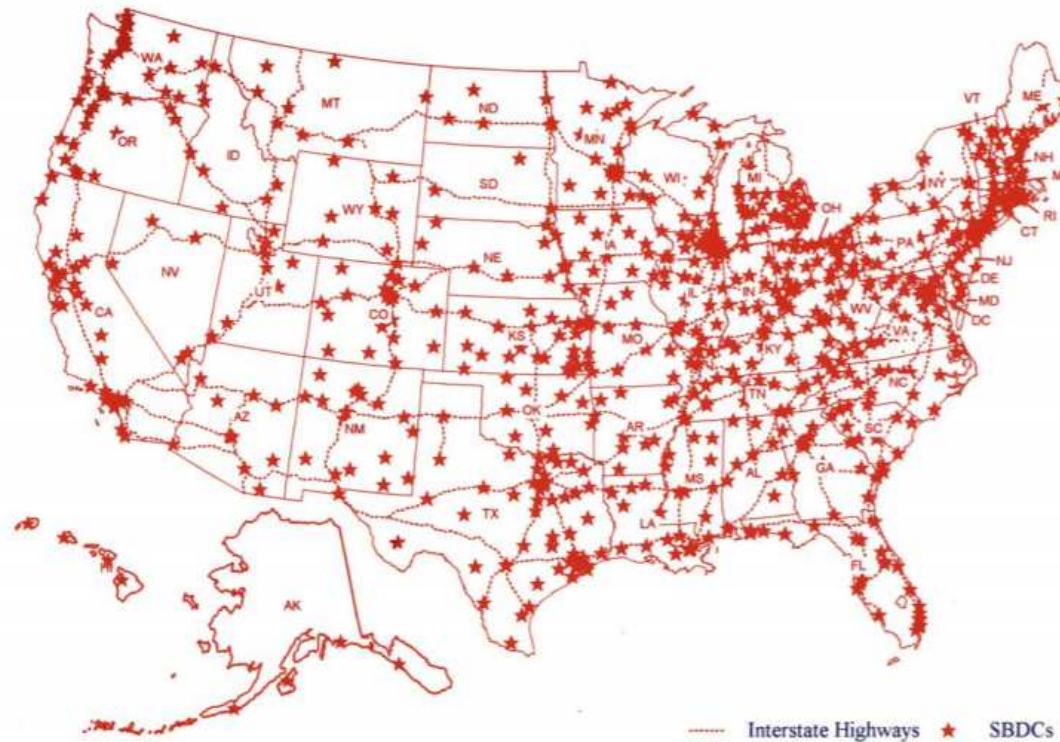 WA
MT
ND
MN
VT
ME
MA
OR
ID
SD
WI
MI
NH
WY
NY
OH
RI
CT
NV
UT
NE
IA
PA
NJ
DE
MD
DC
CA
CO
KS
MO
IL
IN
WV
VA
KY
AZ
NM
OK
AR
TN
NC
SC
TX
LA
MS
AL
GA
FL
HI
AK
Interstate Highways
SBDCs